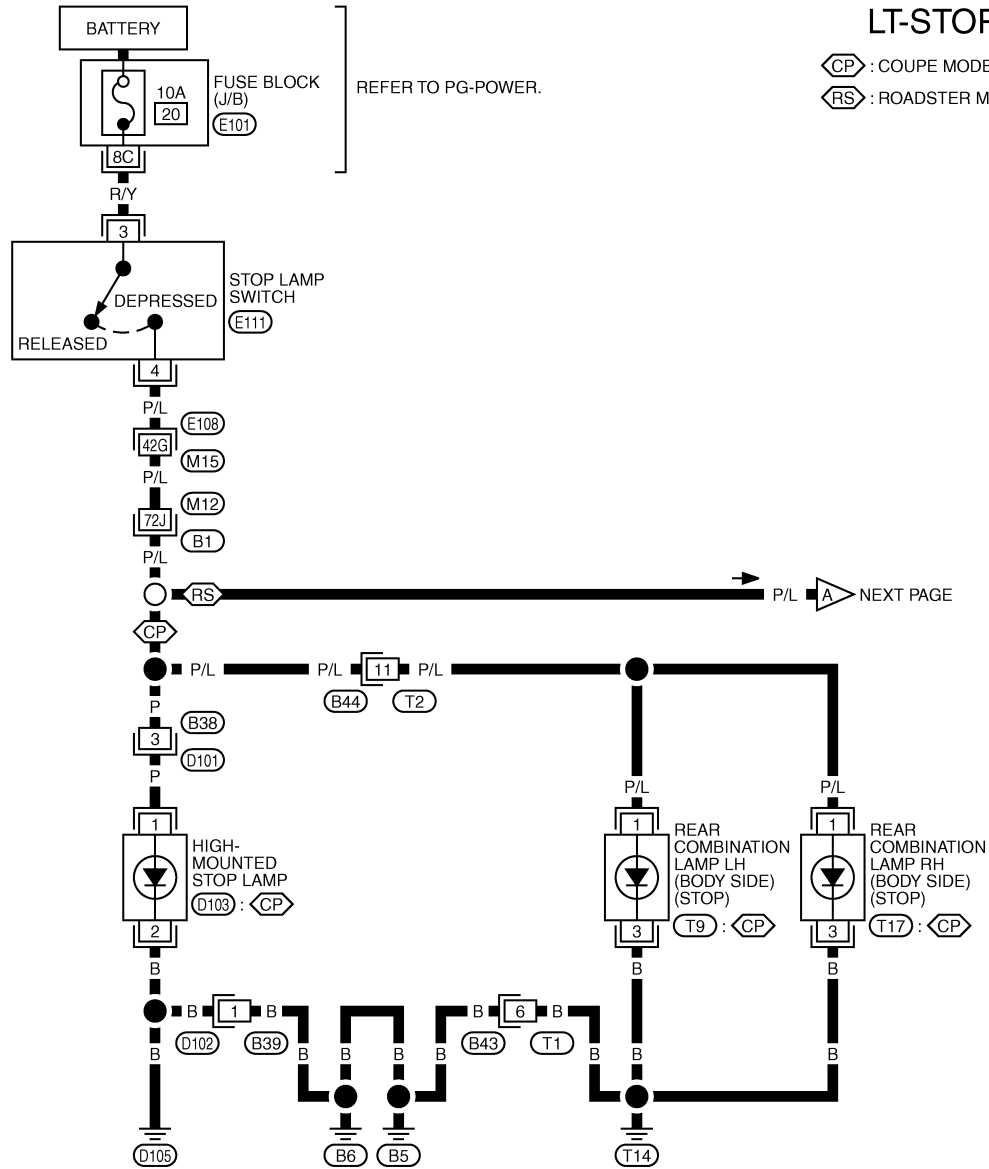 LT-STOP
CP : COUPE MODE
RS : ROADSTER M
BATTERY
FUSE BLOCK
(J/B)
E101
10A
20
REFER TO PG-POWER.
8C
R/Y
3
STOP LAMP
SWITCH
E111
DEPRESSED
RELEASED
4
P/L
E108
42G
M15
P/L
M12
72J
B1
P/L
RS
P/L A NEXT PAGE
CP
P/L P/L 11 P/L
B44 T2
P
B38
3
D101
P
P/L P/L
1 1 1
HIGH-
MOUNTED
STOP LAMP
D103 : CP
REAR
COMBINATION
LAMP LH
(BODY SIDE)
(STOP)
T9 : CP
REAR
COMBINATION
LAMP RH
(BODY SIDE)
(STOP)
T17 : CP
2 3 3
B B B
B 1 B B 6 B
D102 B39 B43 T1
B B B B B B B B
D105 B6 B5 T14